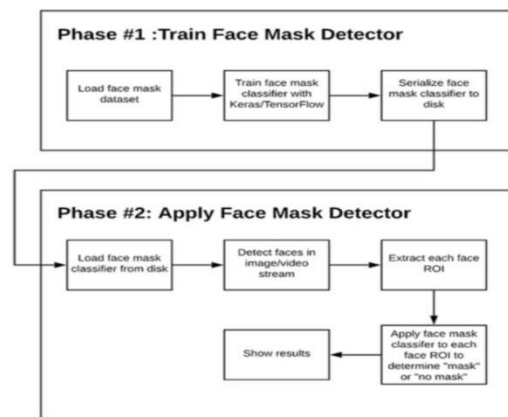 Phase #1 :Train Face Mask Detector
Load face mask
dataset
Train face mask
classifier with
Keras/TensorFlow
Serialize face
mask classifier to
disk
Phase #2: Apply Face Mask Detector
Load face mask
classifier from disk
Detect faces in
image/video
stream
Extract each face
ROI
Apply face mask
classifer to each
face ROI to
determine "mask"
or "no mask"
Show results